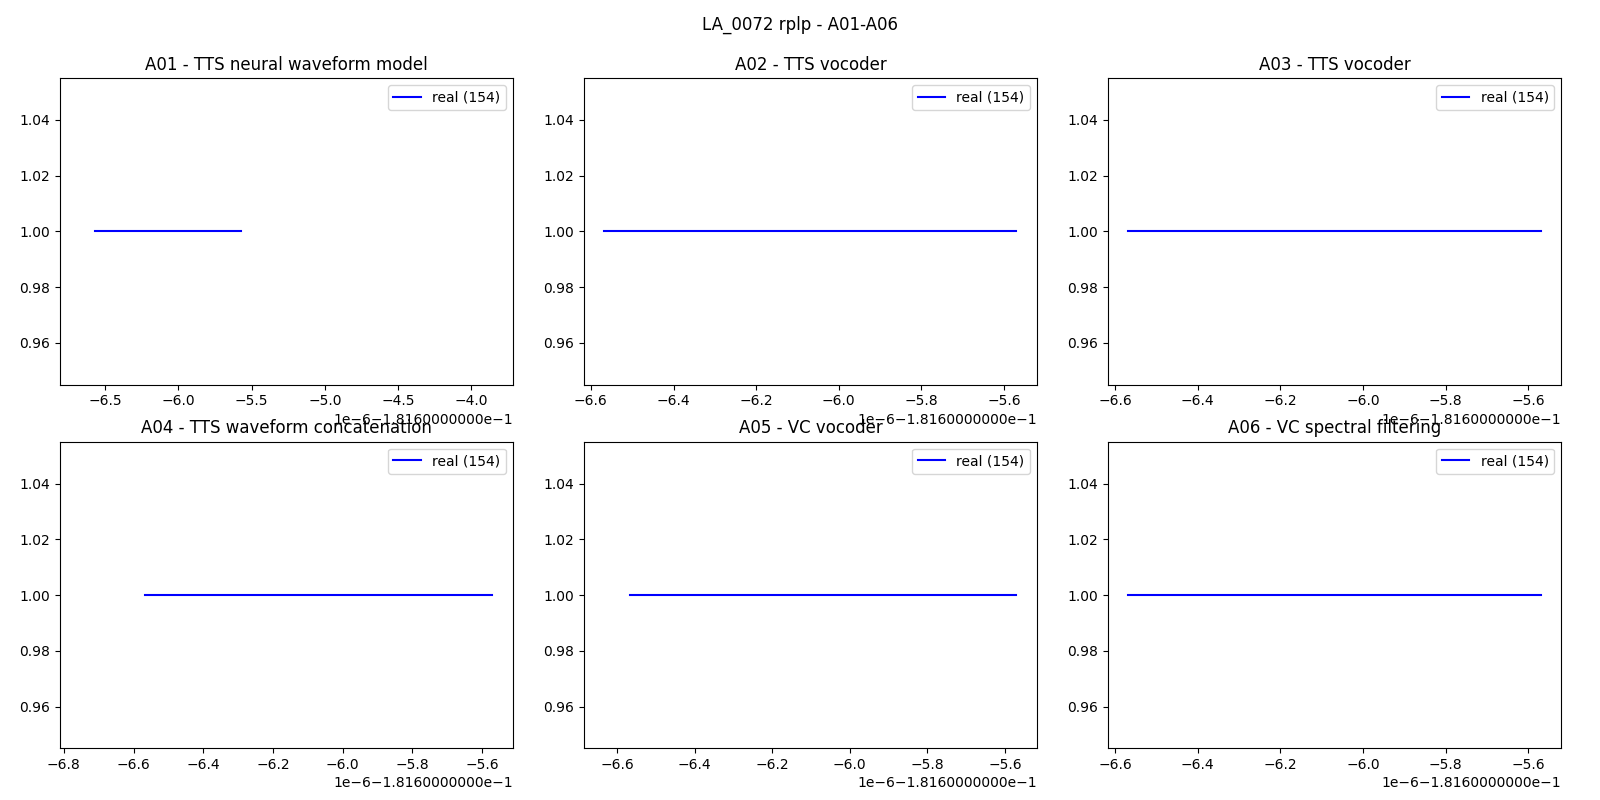 LA_0072 rplp - A01-A06
A01 - TTS neural waveform model
A02 - TTS vocoder
A03 - TTS vocoder
real (154)
real (154)
real (154)
1.04
1.02
1.00
0.98
0.96
1.04
1.02
1.00
0.98
0.96
1.04
1.02
1.00
0.98
0.96
−6.5 −6.0 −5.5 −5.0 −4.5 −4.0
−6.6 −6.4 −6.2 −6.0 −5.8 −5.6
−6.6 −6.4 −6.2 −6.0 −5.8 −5.6
1e−6−1.8160000000e−1
1e−6−1.8160000000e−1
1e−6−1.8160000000e−1
A04 - TTS waveform concatenation
A05 - VC vocoder
A06 - VC spectral filtering
real (154)
real (154)
real (154)
1.04
1.02
1.00
0.98
0.96
1.04
1.02
1.00
0.98
0.96
1.04
1.02
1.00
0.98
0.96
−6.8 −6.6 −6.4 −6.2 −6.0 −5.8 −5.6
−6.6 −6.4 −6.2 −6.0 −5.8 −5.6
−6.6 −6.4 −6.2 −6.0 −5.8 −5.6
1e−6−1.8160000000e−1
1e−6−1.8160000000e−1
1e−6−1.8160000000e−1